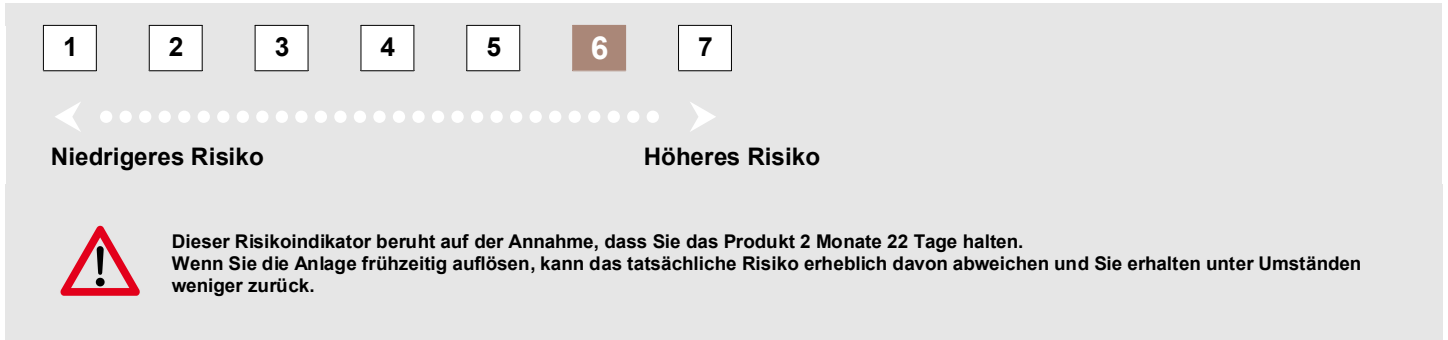 1 2 3 4 5 6 7
Niedrigeres Risiko Höheres Risiko
Dieser Risikoindikator beruht auf der Annahme, dass Sie das Produkt 2 Monate 22 Tage halten.
Wenn Sie die Anlage frühzeitig auflösen, kann das tatsächliche Risiko erheblich davon abweichen und Sie erhalten unter Umständen
weniger zurück.